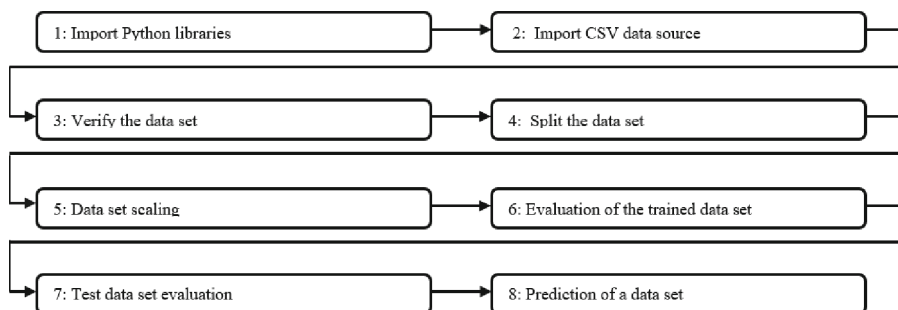 1: Import Python libraries
2: Import CSV data source
3: Verify the data set
4: Split the data set
5: Data set scaling
6: Evaluation of the trained data set
7: Test data set evaluation
8: Prediction of a data set